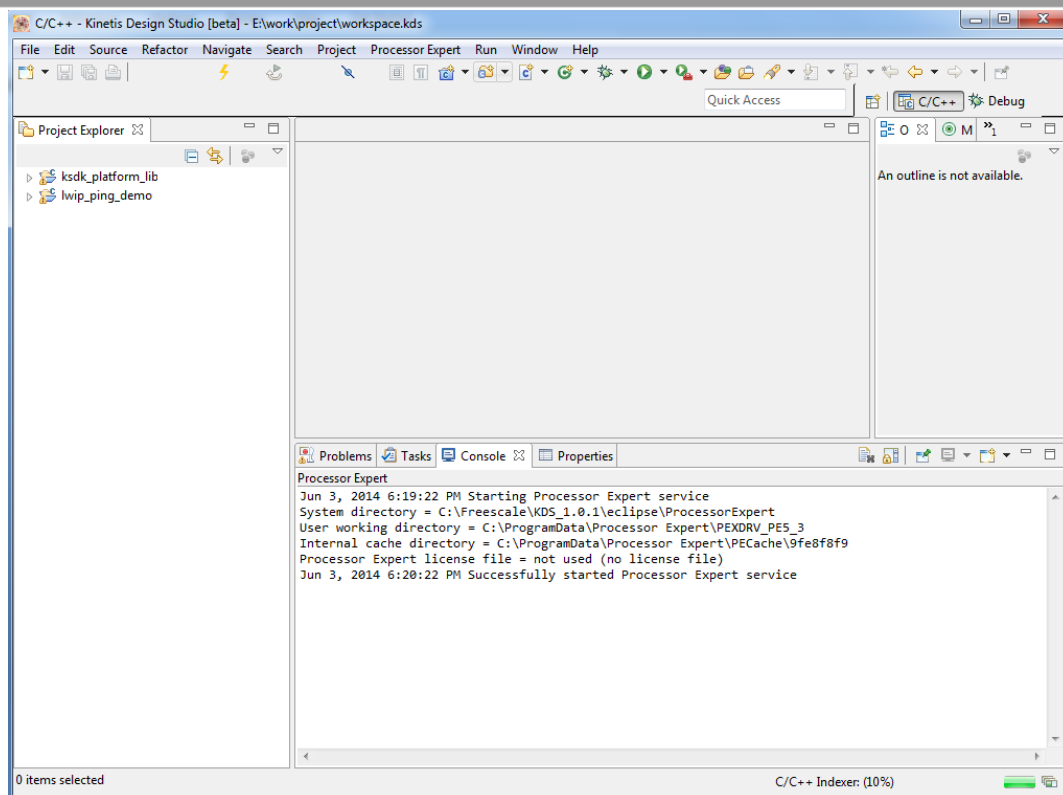 C/C++ - Kinetis Design Studio [beta] - E:\work\project\workspace.kds
File Edit Source Refactor Navigate Search Project Processor Expert Run Window Help
Quick Access
C/C++ Debug
Project Explorer
O M »1
ksdk_platform_lib
lwip_ping_demo
An outline is not available.
Problems Tasks Console Properties
Processor Expert
Jun 3, 2014 6:19:22 PM Starting Processor Expert service
System directory = C:\Freescale\KDS_1.0.1\eclipse\ProcessorExpert
User working directory = C:\ProgramData\Processor Expert\PEXDRV_PE5_3
Internal cache directory = C:\ProgramData\Processor Expert\PECache\9fe8f8f9
Processor Expert license file = not used (no license file)
Jun 3, 2014 6:20:22 PM Successfully started Processor Expert service
0 items selected
C/C++ Indexer: (10%)